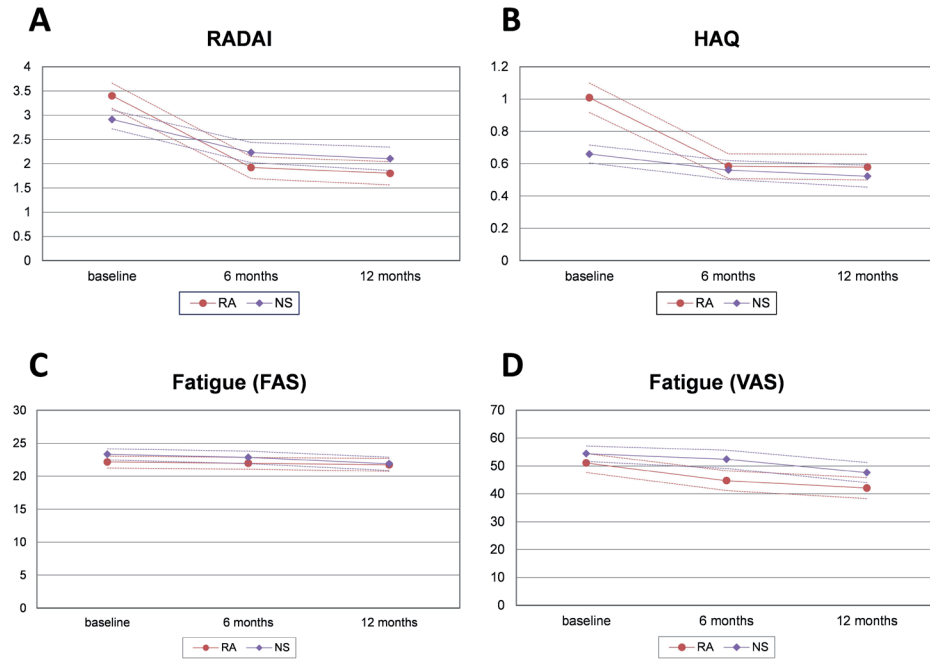 A
RADAI
4
3.5
3
2.5
2
1.5
1
0.5
0
baseline 6 months 12 months
RA NS
B
HAQ
1.2
1
0.8
0.6
0.4
0.2
0
baseline 6 months 12 months
RA NS
C
Fatigue (FAS)
30
25
20
15
10
5
0
baseline 6 months 12 months
RA NS
D
Fatigue (VAS)
70
60
50
40
30
20
10
0
baseline 6 months 12 months
RA NS